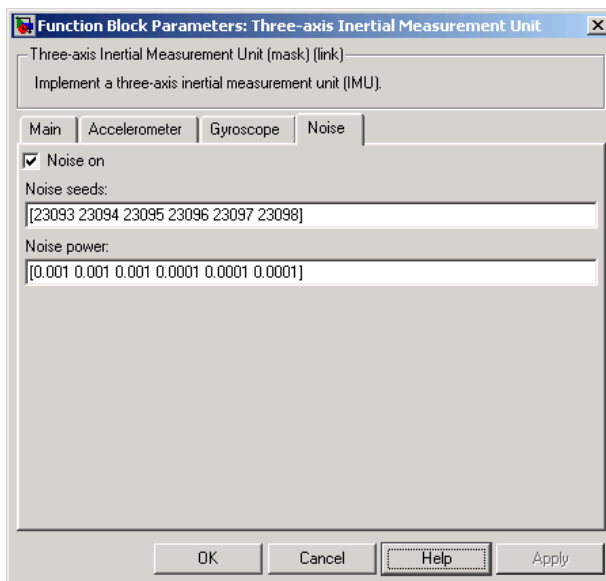 Function Block Parameters: Three-axis Inertial Measurement Unit
Three-axis Inertial Measurement Unit (mask) (link)
Implement a three-axis inertial measurement unit (IMU).
Main Accelerometer Gyroscope Noise
Noise on
Noise seeds:
[23093 23094 23095 23096 23097 23098]
Noise power:
[0.001 0.001 0.001 0.0001 0.0001 0.0001]
OK Cancel Help Apply